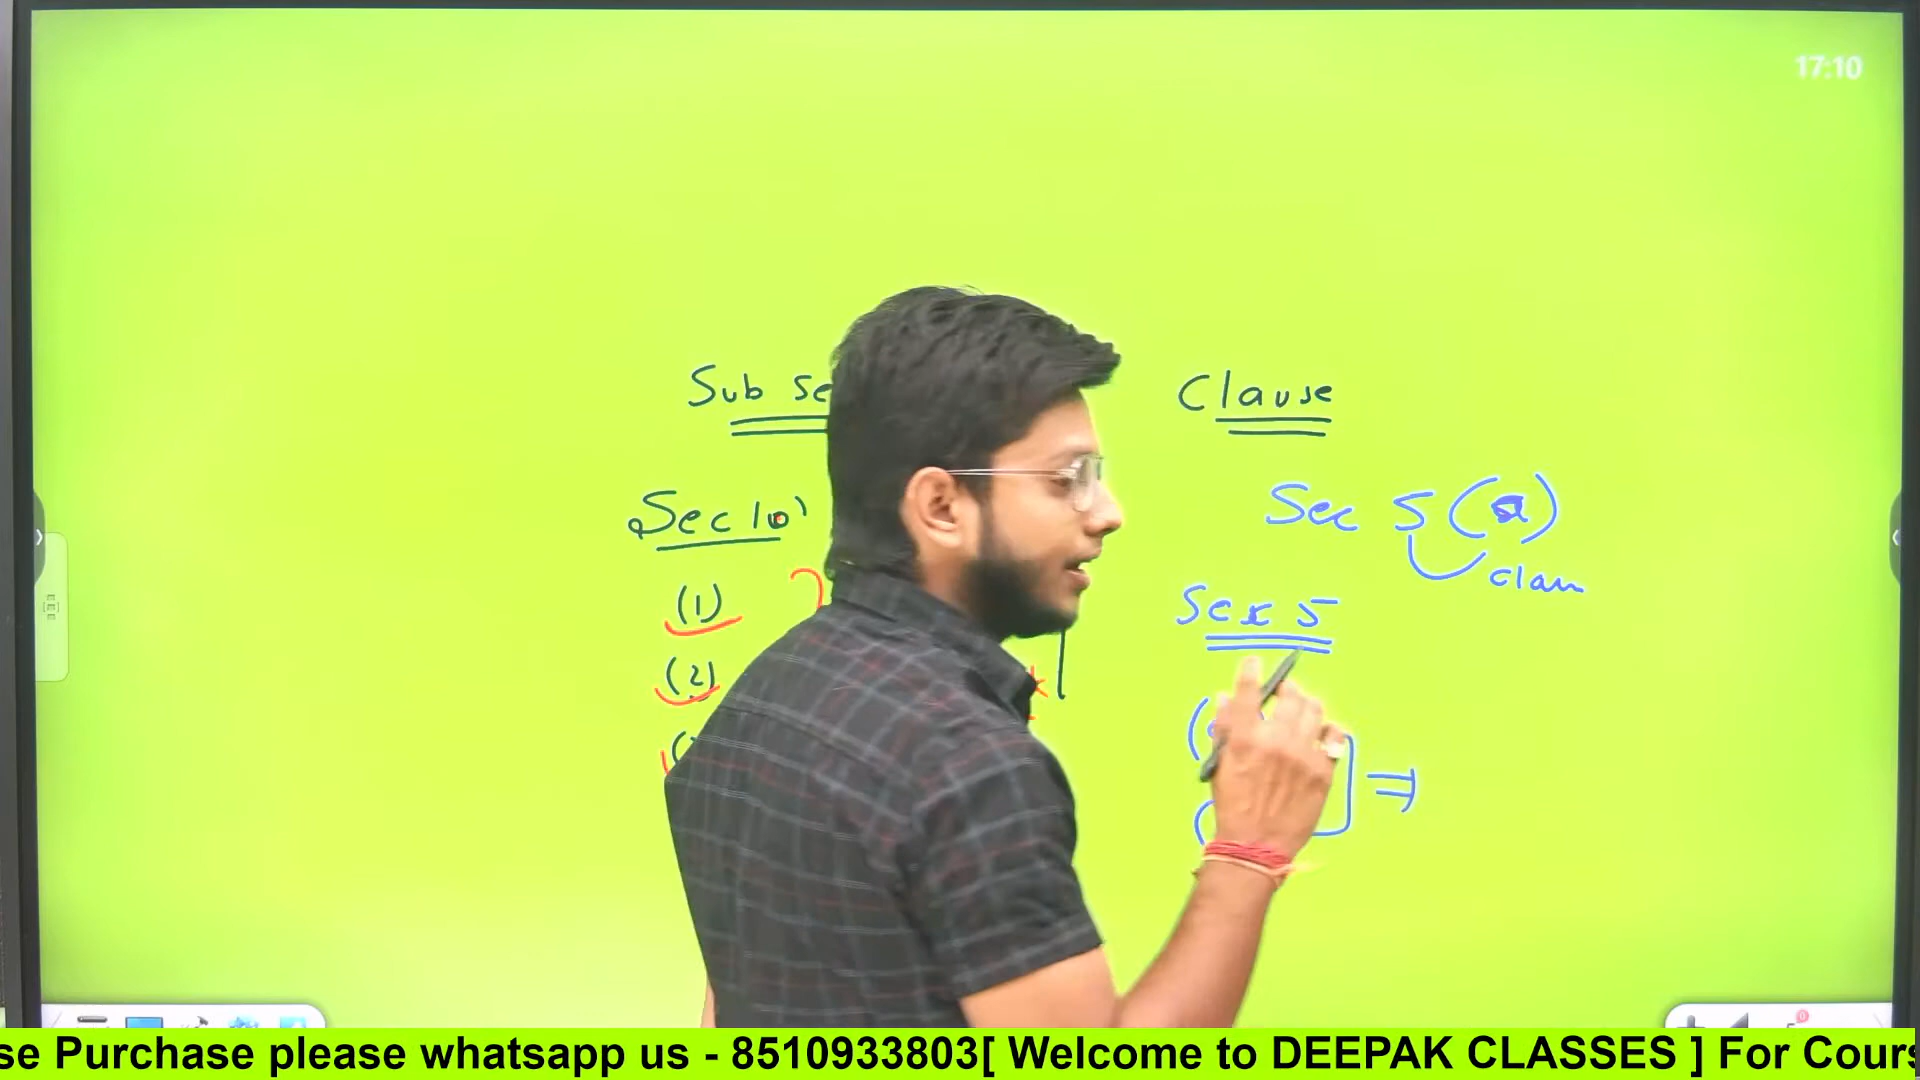 17:10
Sub Se
Clause
Sec 10
Sec 5 (a)
(1)
Sec 5
(2)
se Purchase please whatsapp us - 8510933803[ Welcome to DEEPAK CLASSES ] For Cours